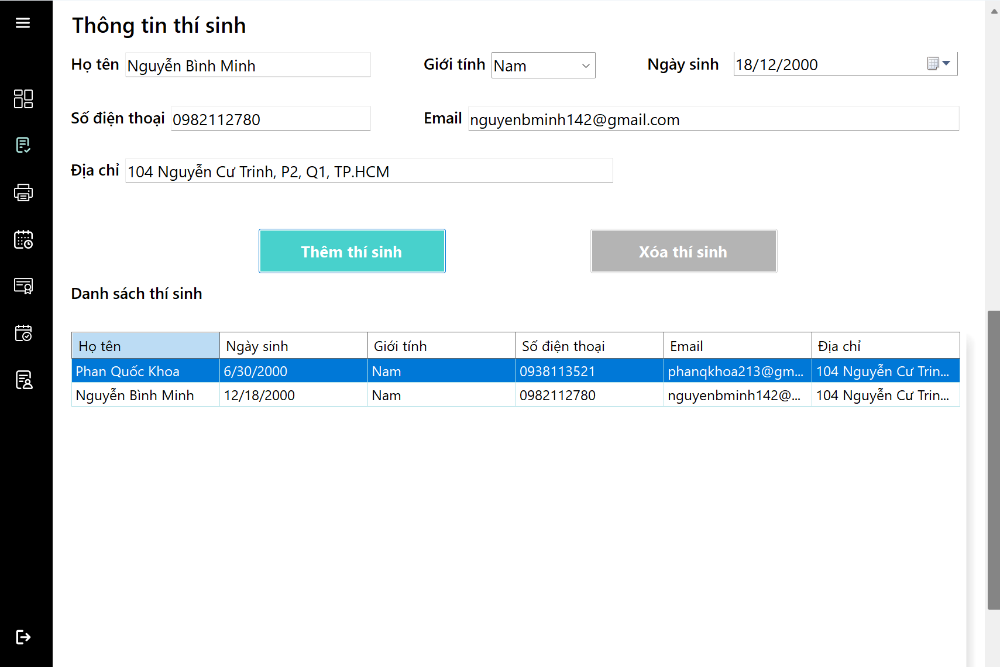 Thông tin thí sinh
Họ tên Nguyễn Bình Minh Giới tính Nam Ngày sinh 18/12/2000
Số điện thoại 0982112780 Email nguyenbminh142@gmail.com
Địa chỉ 104 Nguyễn Cư Trinh, P2, Q1, TP.HCM
Thêm thí sinh Xóa thí sinh
Danh sách thí sinh
Họ tên Ngày sinh Giới tính Số điện thoại Email Địa chỉ
Phan Quốc Khoa 6/30/2000 Nam 0938113521 phanqkhoa213@gm... 104 Nguyễn Cư Trin...
Nguyễn Bình Minh 12/18/2000 Nam 0982112780 nguyenbminh142@... 104 Nguyễn Cư Trin...